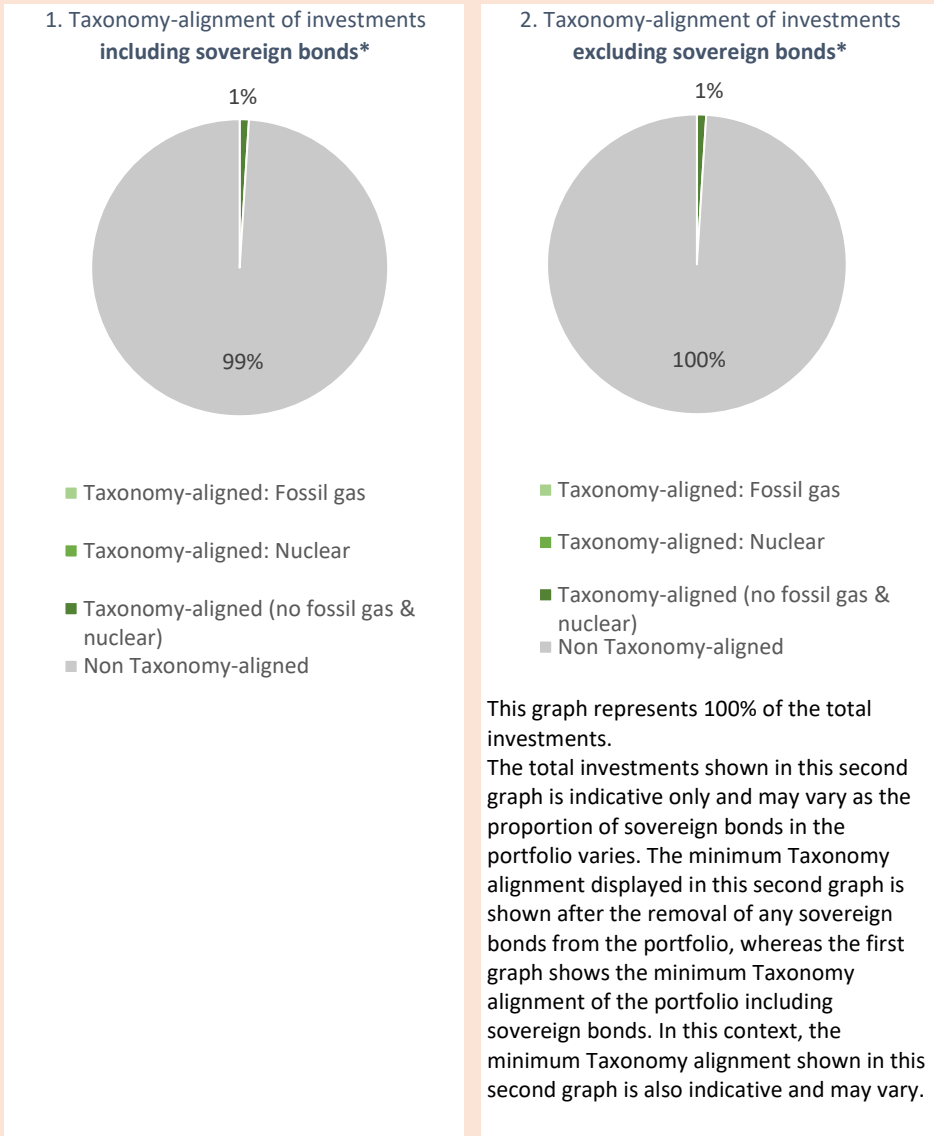 1. Taxonomy-alignment of investments
including sovereign bonds*
1%
99%
Taxonomy-aligned: Fossil gas
Taxonomy-aligned: Nuclear
Taxonomy-aligned (no fossil gas &
nuclear)
Non Taxonomy-aligned
2. Taxonomy-alignment of investments
excluding sovereign bonds*
1%
100%
Taxonomy-aligned: Fossil gas
Taxonomy-aligned: Nuclear
Taxonomy-aligned (no fossil gas &
nuclear)
Non Taxonomy-aligned
This graph represents 100% of the total
investments.
The total investments shown in this second
graph is indicative only and may vary as the
proportion of sovereign bonds in the
portfolio varies. The minimum Taxonomy
alignment displayed in this second graph is
shown after the removal of any sovereign
bonds from the portfolio, whereas the first
graph shows the minimum Taxonomy
alignment of the portfolio including
sovereign bonds. In this context, the
minimum Taxonomy alignment shown in this
second graph is also indicative and may vary.